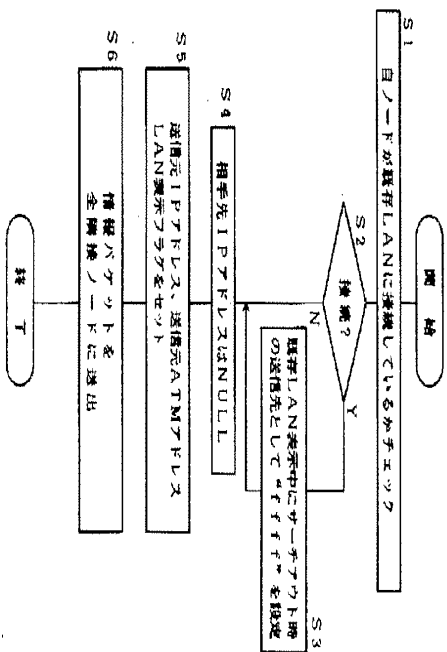 開始
S1
自ノードが既存LANに接続しているかチェック
S2
接続?
Y
N
S3
既存LAN表示中にサーチアウト時
の送信先として“ffff”を設定
S4
相手先IPアドレスはNULL
S5
送信元IPアドレス、送信元ATMアドレス
LAN表示フラグをセット
S6
情報パケットを
全隣接ノードに送出
終了